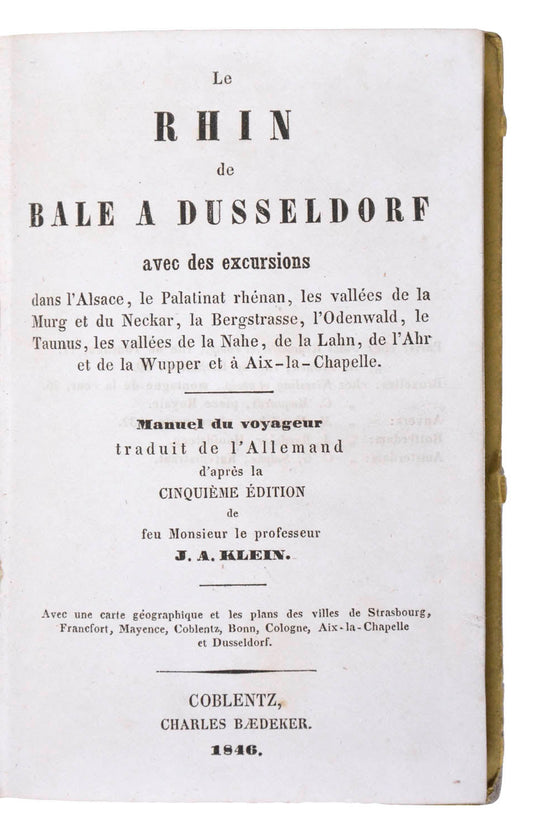 Le
RHIN
de
BALE A DUSSELDORF
avec des excursions
dans l'Alsace, le Palatinat rhénan, les vallées de la
Murg et du Neckar, la Bergstrasse, l'Odenwald, le
Taunus, les vallées de la Nahe, de la Lahn, de l'Ahr
et de la Wupper et à Aix-la-Chapelle.
Manuel du voyageur
traduit de l'Allemand
d'après la
CINQUIÈME ÉDITION
de
feu Monsieur le professeur
J. A. KLEIN.
Avec une carte géographique et les plans des villes de Strasbourg,
Francfort, Mayence, Coblentz, Bonn, Cologne, Aix-la-Chapelle
et Dusseldorf.
COBLENTZ,
CHARLES BÆDEKER.
1846.